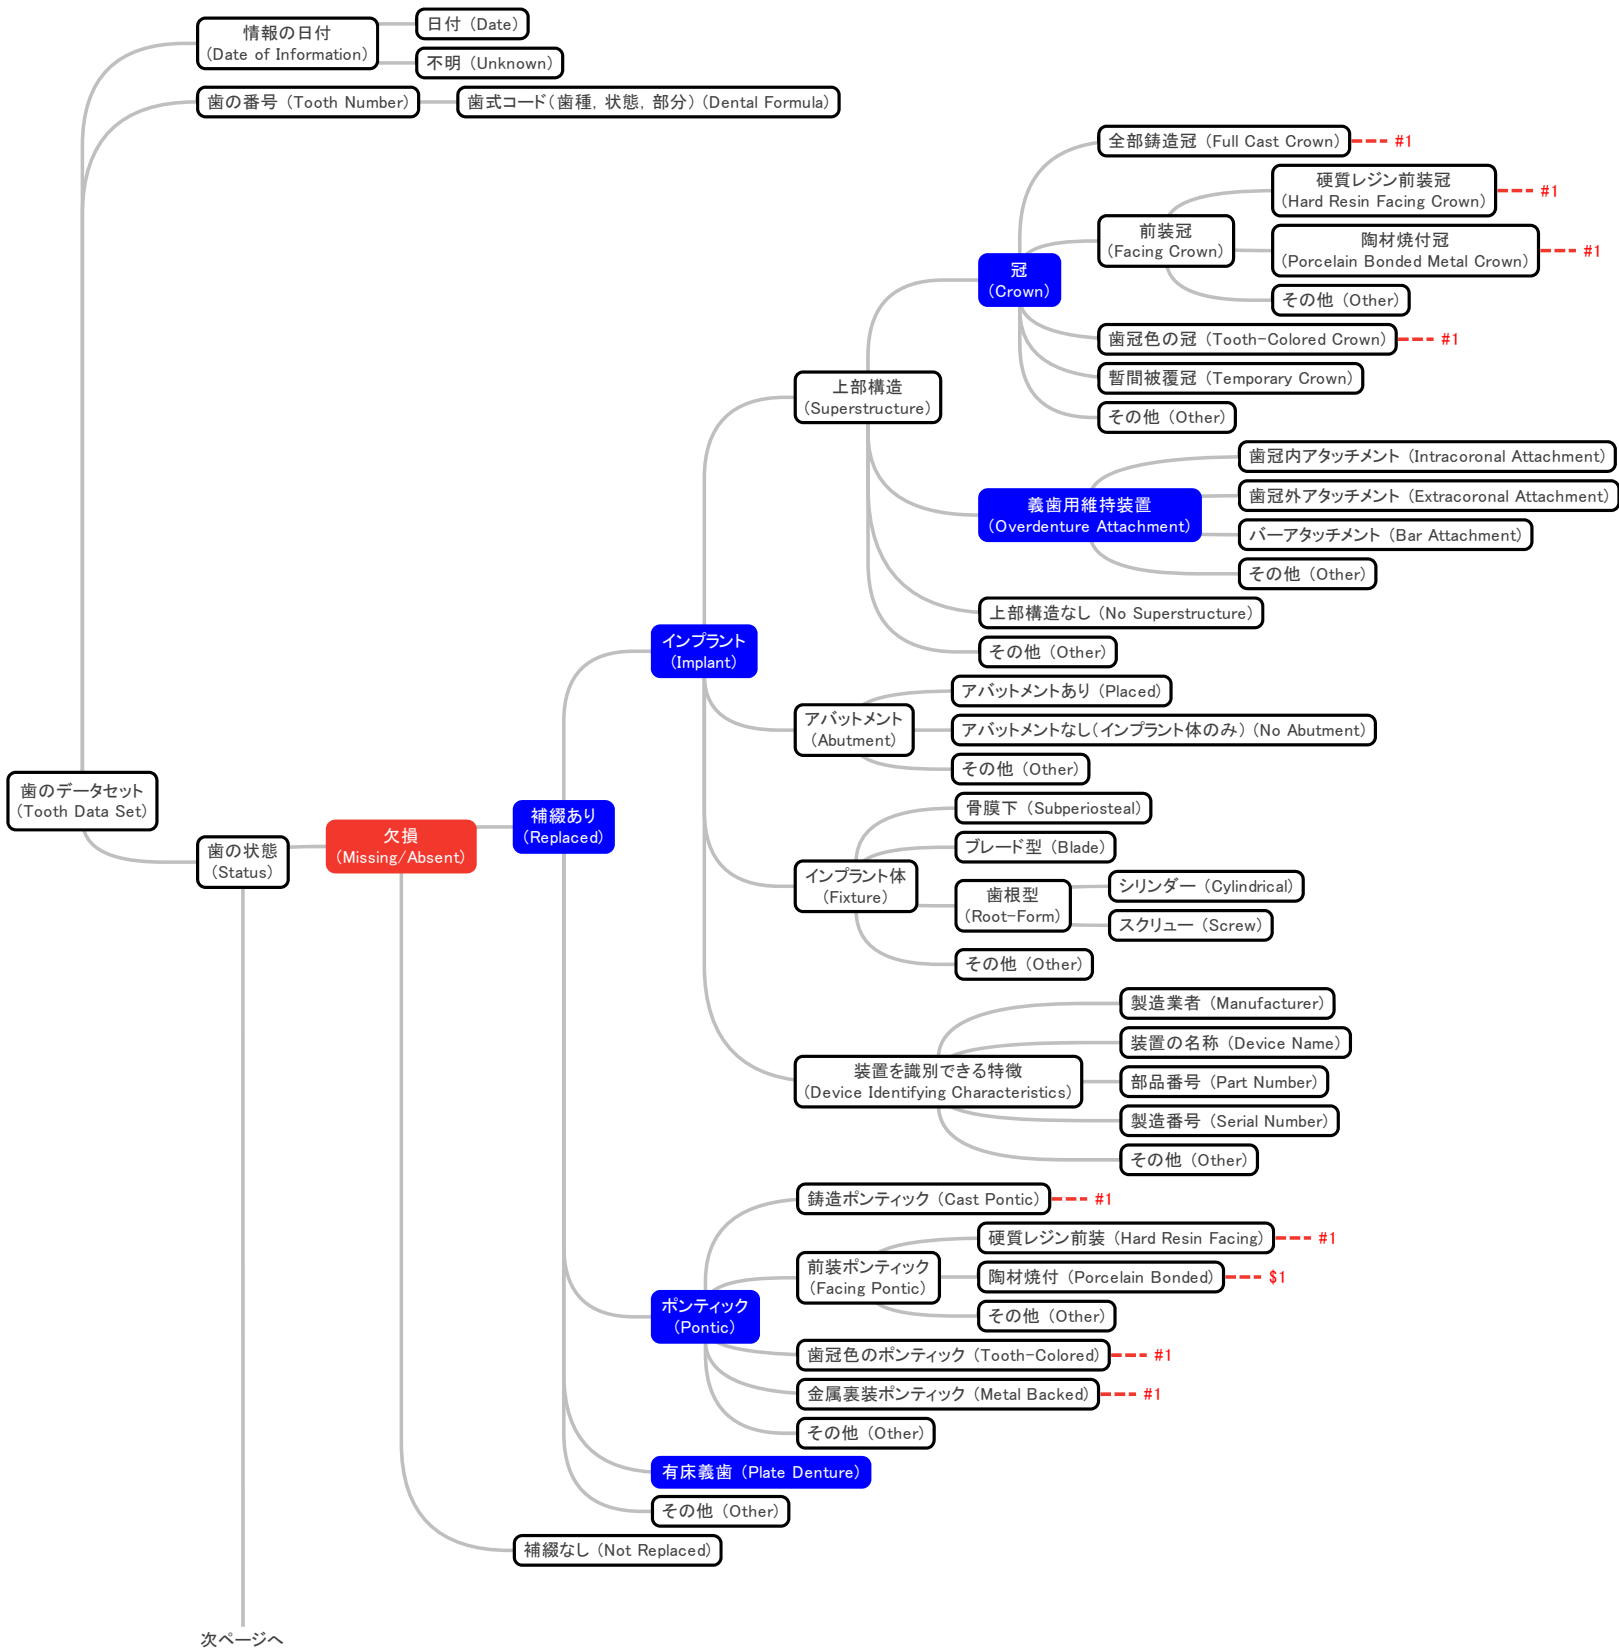 情報の日付
(Date of Information)
日付 (Date)
不明 (Unknown)
歯の番号 (Tooth Number)
歯式コード(歯種, 状態, 部分) (Dental Formula)
全部鋳造冠 (Full Cast Crown)
#1
硬質レジン前装冠
(Hard Resin Facing Crown)
#1
前装冠
(Facing Crown)
陶材焼付冠
(Porcelain Bonded Metal Crown)
#1
冠
(Crown)
その他 (Other)
歯冠色の冠 (Tooth-Colored Crown)
#1
暫間被覆冠 (Temporary Crown)
上部構造
(Superstructure)
その他 (Other)
歯冠内アタッチメント (Intracoronal Attachment)
歯冠外アタッチメント (Extracoronal Attachment)
義歯用維持装置
(Overdenture Attachment)
バーアタッチメント (Bar Attachment)
その他 (Other)
上部構造なし (No Superstructure)
インプラント
(Implant)
その他 (Other)
アバットメントあり (Placed)
アバットメント
(Abutment)
アバットメントなし(インプラント体のみ) (No Abutment)
その他 (Other)
歯のデータセット
(Tooth Data Set)
骨膜下 (Subperiosteal)
補綴あり
(Replaced)
欠損
(Missing/Absent)
ブレード型 (Blade)
歯の状態
(Status)
インプラント体
(Fixture)
歯根型
(Root-Form)
シリンダー (Cylindrical)
スクリュー (Screw)
その他 (Other)
製造業者 (Manufacturer)
装置の名称 (Device Name)
装置を識別できる特徴
(Device Identifying Characteristics)
部品番号 (Part Number)
製造番号 (Serial Number)
その他 (Other)
鋳造ポンティック (Cast Pontic)
#1
硬質レジン前装 (Hard Resin Facing)
#1
前装ポンティック
(Facing Pontic)
陶材焼付 (Porcelain Bonded)
$1
ポンティック
(Pontic)
その他 (Other)
歯冠色のポンティック (Tooth-Colored)
#1
金属裏装ポンティック (Metal Backed)
#1
その他 (Other)
有床義歯 (Plate Denture)
その他 (Other)
補綴なし (Not Replaced)
次ページへ